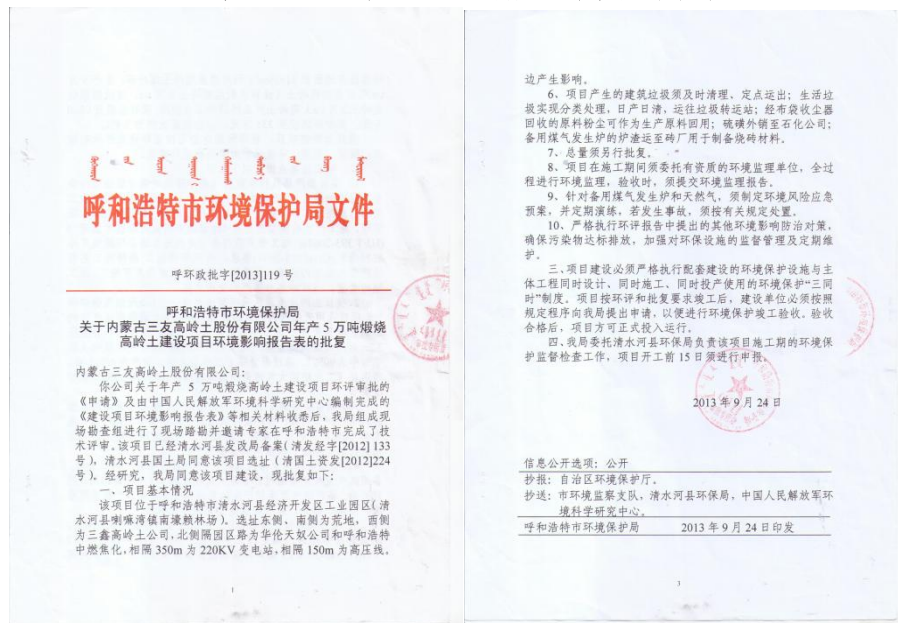 呼和浩特市环境保护局文件
呼环政批字[2013]119 号
呼和浩特市环境保护局
关于内蒙古三友高岭土股份有限公司年产 5 万吨煅烧
高岭土建设项目环境影响报告表的批复
内蒙古三友高岭土股份有限公司:
你公司关于年产 5 万吨煅烧高岭土建设项目环评审批的
《申请》及由中国人民解放军环境科学研究中心编制完成的
《建设项目环境影响报告表》等相关材料收悉后,我局组成现
场勘查组进行了现场踏勘并邀请专家在呼和浩特市完成了技
术评审。该项目已经清水河县发改局备案(清发经字[2012] 133
号),清水河县国土局同意该项目选址(清国土资发[2012]224
号)。经研究,我局同意该项目建设,现批复如下:
一、项目基本情况
该项目位于呼和浩特市清水河县经济开发区工业园区(清
水河县喇嘛湾镇南壕赖林场)。选址东侧、南侧为荒地,西侧
为三鑫高岭土公司,北侧隔园区路为华伦天奴公司和呼和浩特
中燃焦化,相隔 350m 为 220KV 变电站,相隔 150m 为高压线。
1
边产生影响。
6、项目产生的建筑垃圾须及时清理、定点运出;生活垃
圾实现分类处理,日产日清,运往垃圾转运站;经布袋收尘器
回收的原料粉尘可作为生产原料回用;硫磺外销至石化公司;
备用煤气发生炉的炉渣运至砖厂用于制备烧砖材料。
7、总量须另行批复。
8、项目在施工期间须委托有资质的环境监理单位,全过
程进行环境监理,验收时,须提交环境监理报告。
9、针对备用煤气发生炉和天然气,须制定环境风险应急
预案,并定期演练,若发生事故,须按有关规定处置。
10、严格执行环评报告中提出的其他环境影响防治对策,
确保污染物达标排放,加强对环保设施的监督管理及定期维
护。
三、项目建设必须严格执行配套建设的环境保护设施与主
体工程同时设计、同时施工、同时投产使用的环境保护“三同
时”制度。项目按环评和批复要求竣工后,建设单位必须按照
规定程序向我局提出申请,以便进行环境保护竣工验收。验收
合格后,项目方可正式投入运行。
四、我局委托清水河县环保局负责该项目施工期的环境保
护监督检查工作,项目开工前 15 日须进行申报。
2013 年 9 月 24 日
信息公开选项:公开
抄报:自治区环境保护厅。
抄送:市环境监察支队,清水河县环保局,中国人民解放军环
境科学研究中心。
呼和浩特市环境保护局 2013 年 9 月 24 日印发
3